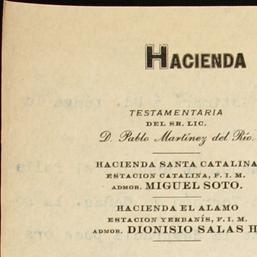 HACIENDA
TESTAMENTARIA
DEL SR. LIC.
D. Pablo Martínez del Río.
HACIENDA SANTA CATALINA
ESTACION CATALINA, F. I. M.
ADMOR. MIGUEL SOTO.
HACIENDA EL ALAMO
ESTACION YERBANÍS, F. I. M.
ADMOR. DIONISIO SALAS H